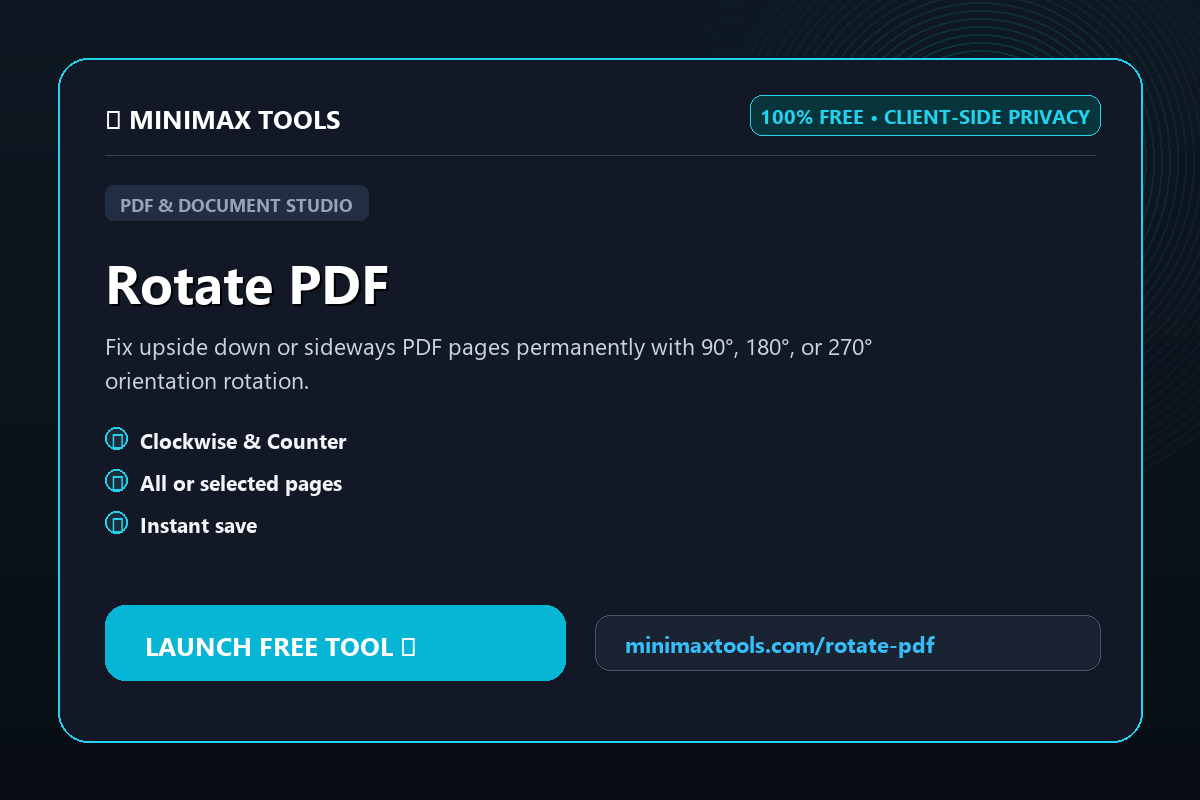 MINIMAX TOOLS
100% FREE • CLIENT-SIDE PRIVACY
PDF & DOCUMENT STUDIO
Rotate PDF
Fix upside down or sideways PDF pages permanently with 90°, 180°, or 270°
orientation rotation.
Clockwise & Counter
All or selected pages
Instant save
LAUNCH FREE TOOL
minimaxtools.com/rotate-pdf